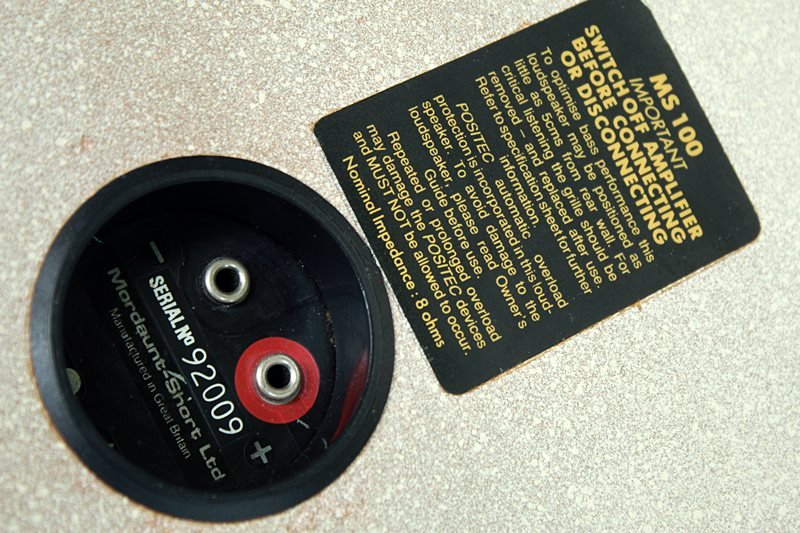 MS 100
IMPORTANT
SWITCH OFF AMPLIFIER
BEFORE CONNECTING
OR DISCONNECTING
To optimise bass performance this
loudspeaker may be positioned as
little as 5cms from rear wall. For
critical listening the grille should be
removed – and replaced after use.
Refer to specification sheet for further
information.
POSITEC automatic overload
protection is incorporated in this loud-
speaker. To avoid damage to the
loudspeaker, please read Owner's
Guide before use.
Repeated or prolonged overload
may damage the POSITEC devices
and MUST NOT be allowed to occur.
Nominal Impedance : 8 ohms
–
+
SERIAL No 92009
Mordaunt-Short Ltd
Manufactured in Great Britain